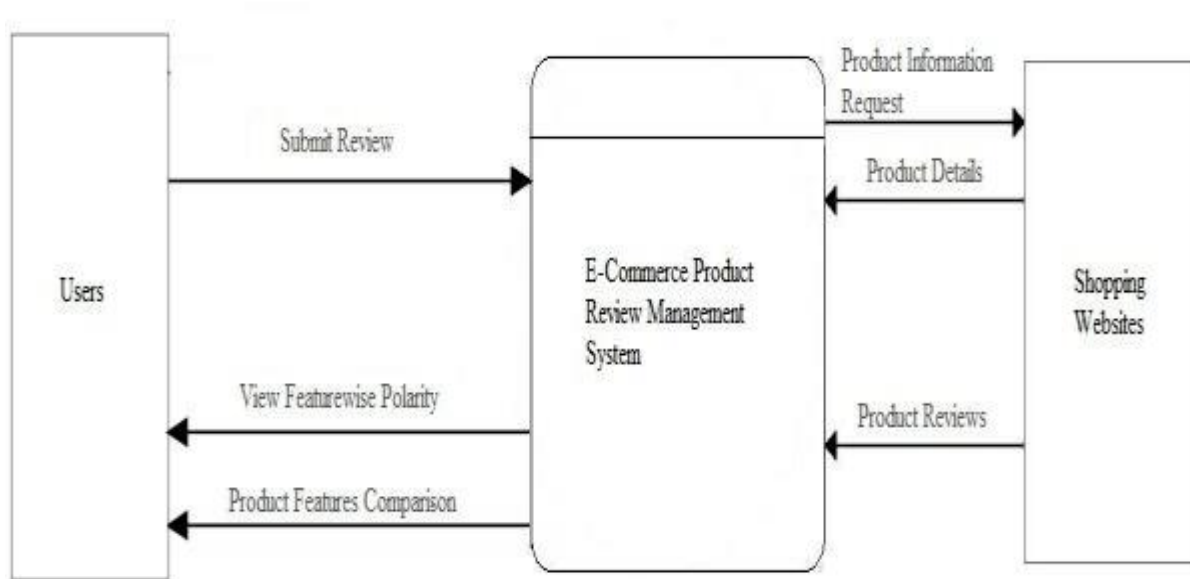 Product Information
Request
Submit Review
Product Details
Users
E-Commerce Product
Review Management
System
Shopping
Websites
View Featurewise Polarity
Product Reviews
Product Features Comparison